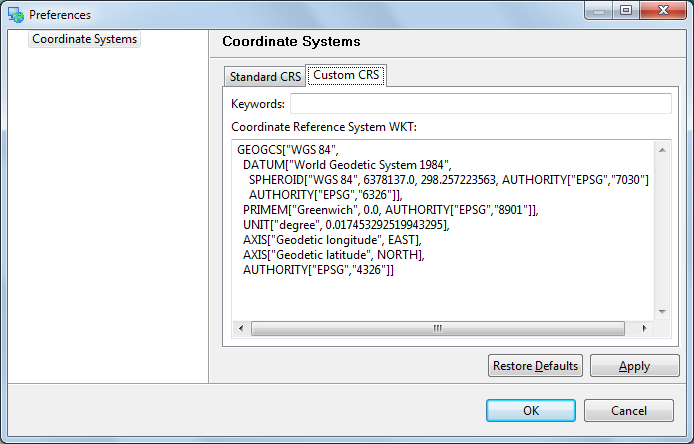 Preferences
Coordinate Systems
Coordinate Systems
Standard CRS
Custom CRS
Keywords:
Coordinate Reference System WKT:
GEOGCS["WGS 84",
DATUM["World Geodetic System 1984",
SPHEROID["WGS 84", 6378137.0, 298.257223563, AUTHORITY["EPSG","7030"]
AUTHORITY["EPSG","6326"]],
PRIMEM["Greenwich", 0.0, AUTHORITY["EPSG","8901"]],
UNIT["degree", 0.017453292519943295],
AXIS["Geodetic longitude", EAST],
AXIS["Geodetic latitude", NORTH],
AUTHORITY["EPSG","4326"]]
Restore Defaults
Apply
OK
Cancel